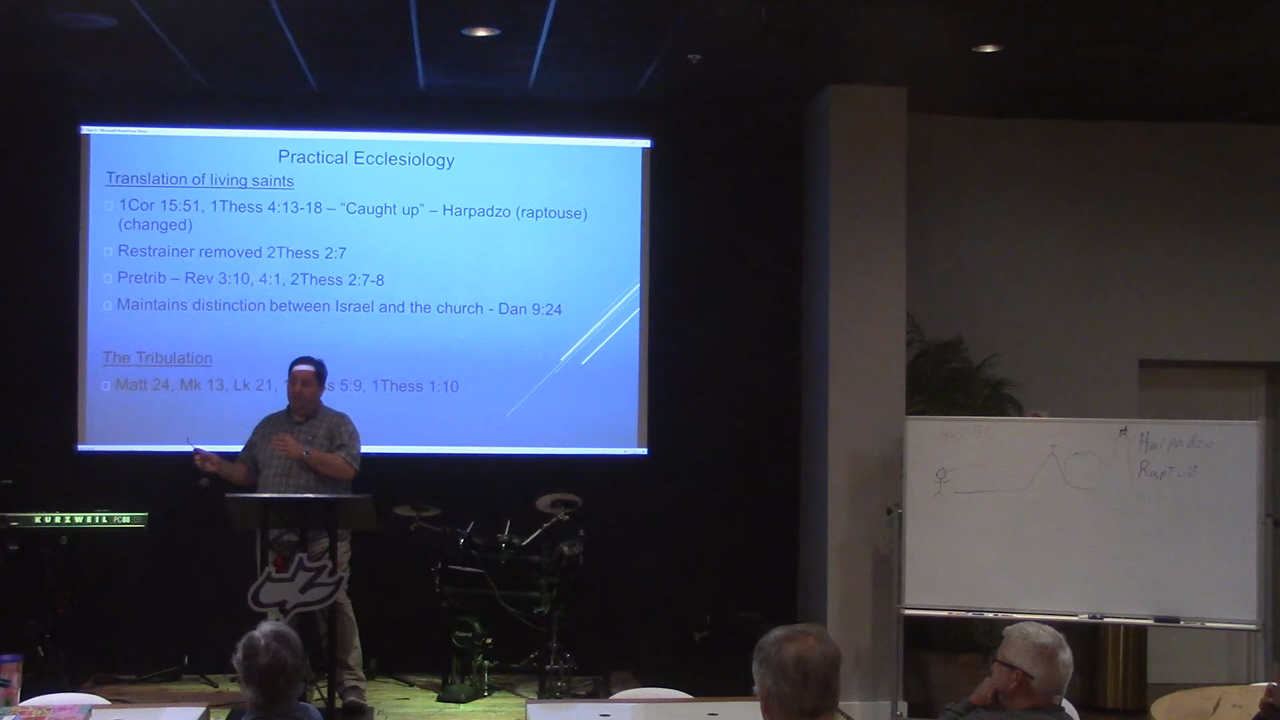 Practical Ecclesiology
Translation of living saints
1Cor 15:51, 1Thess 4:13-18 – “Caught up” – Harpadzo (raptouse)
(changed)
Restrainer removed 2Thess 2:7
Pretrib – Rev 3:10, 4:1, 2Thess 2:7-8
Maintains distinction between Israel and the church - Dan 9:24
The Tribulation
Matt 24, Mk 13, Lk 21, 5:9, 1Thess 1:10
Harpadzo
KURZWEIL PC88